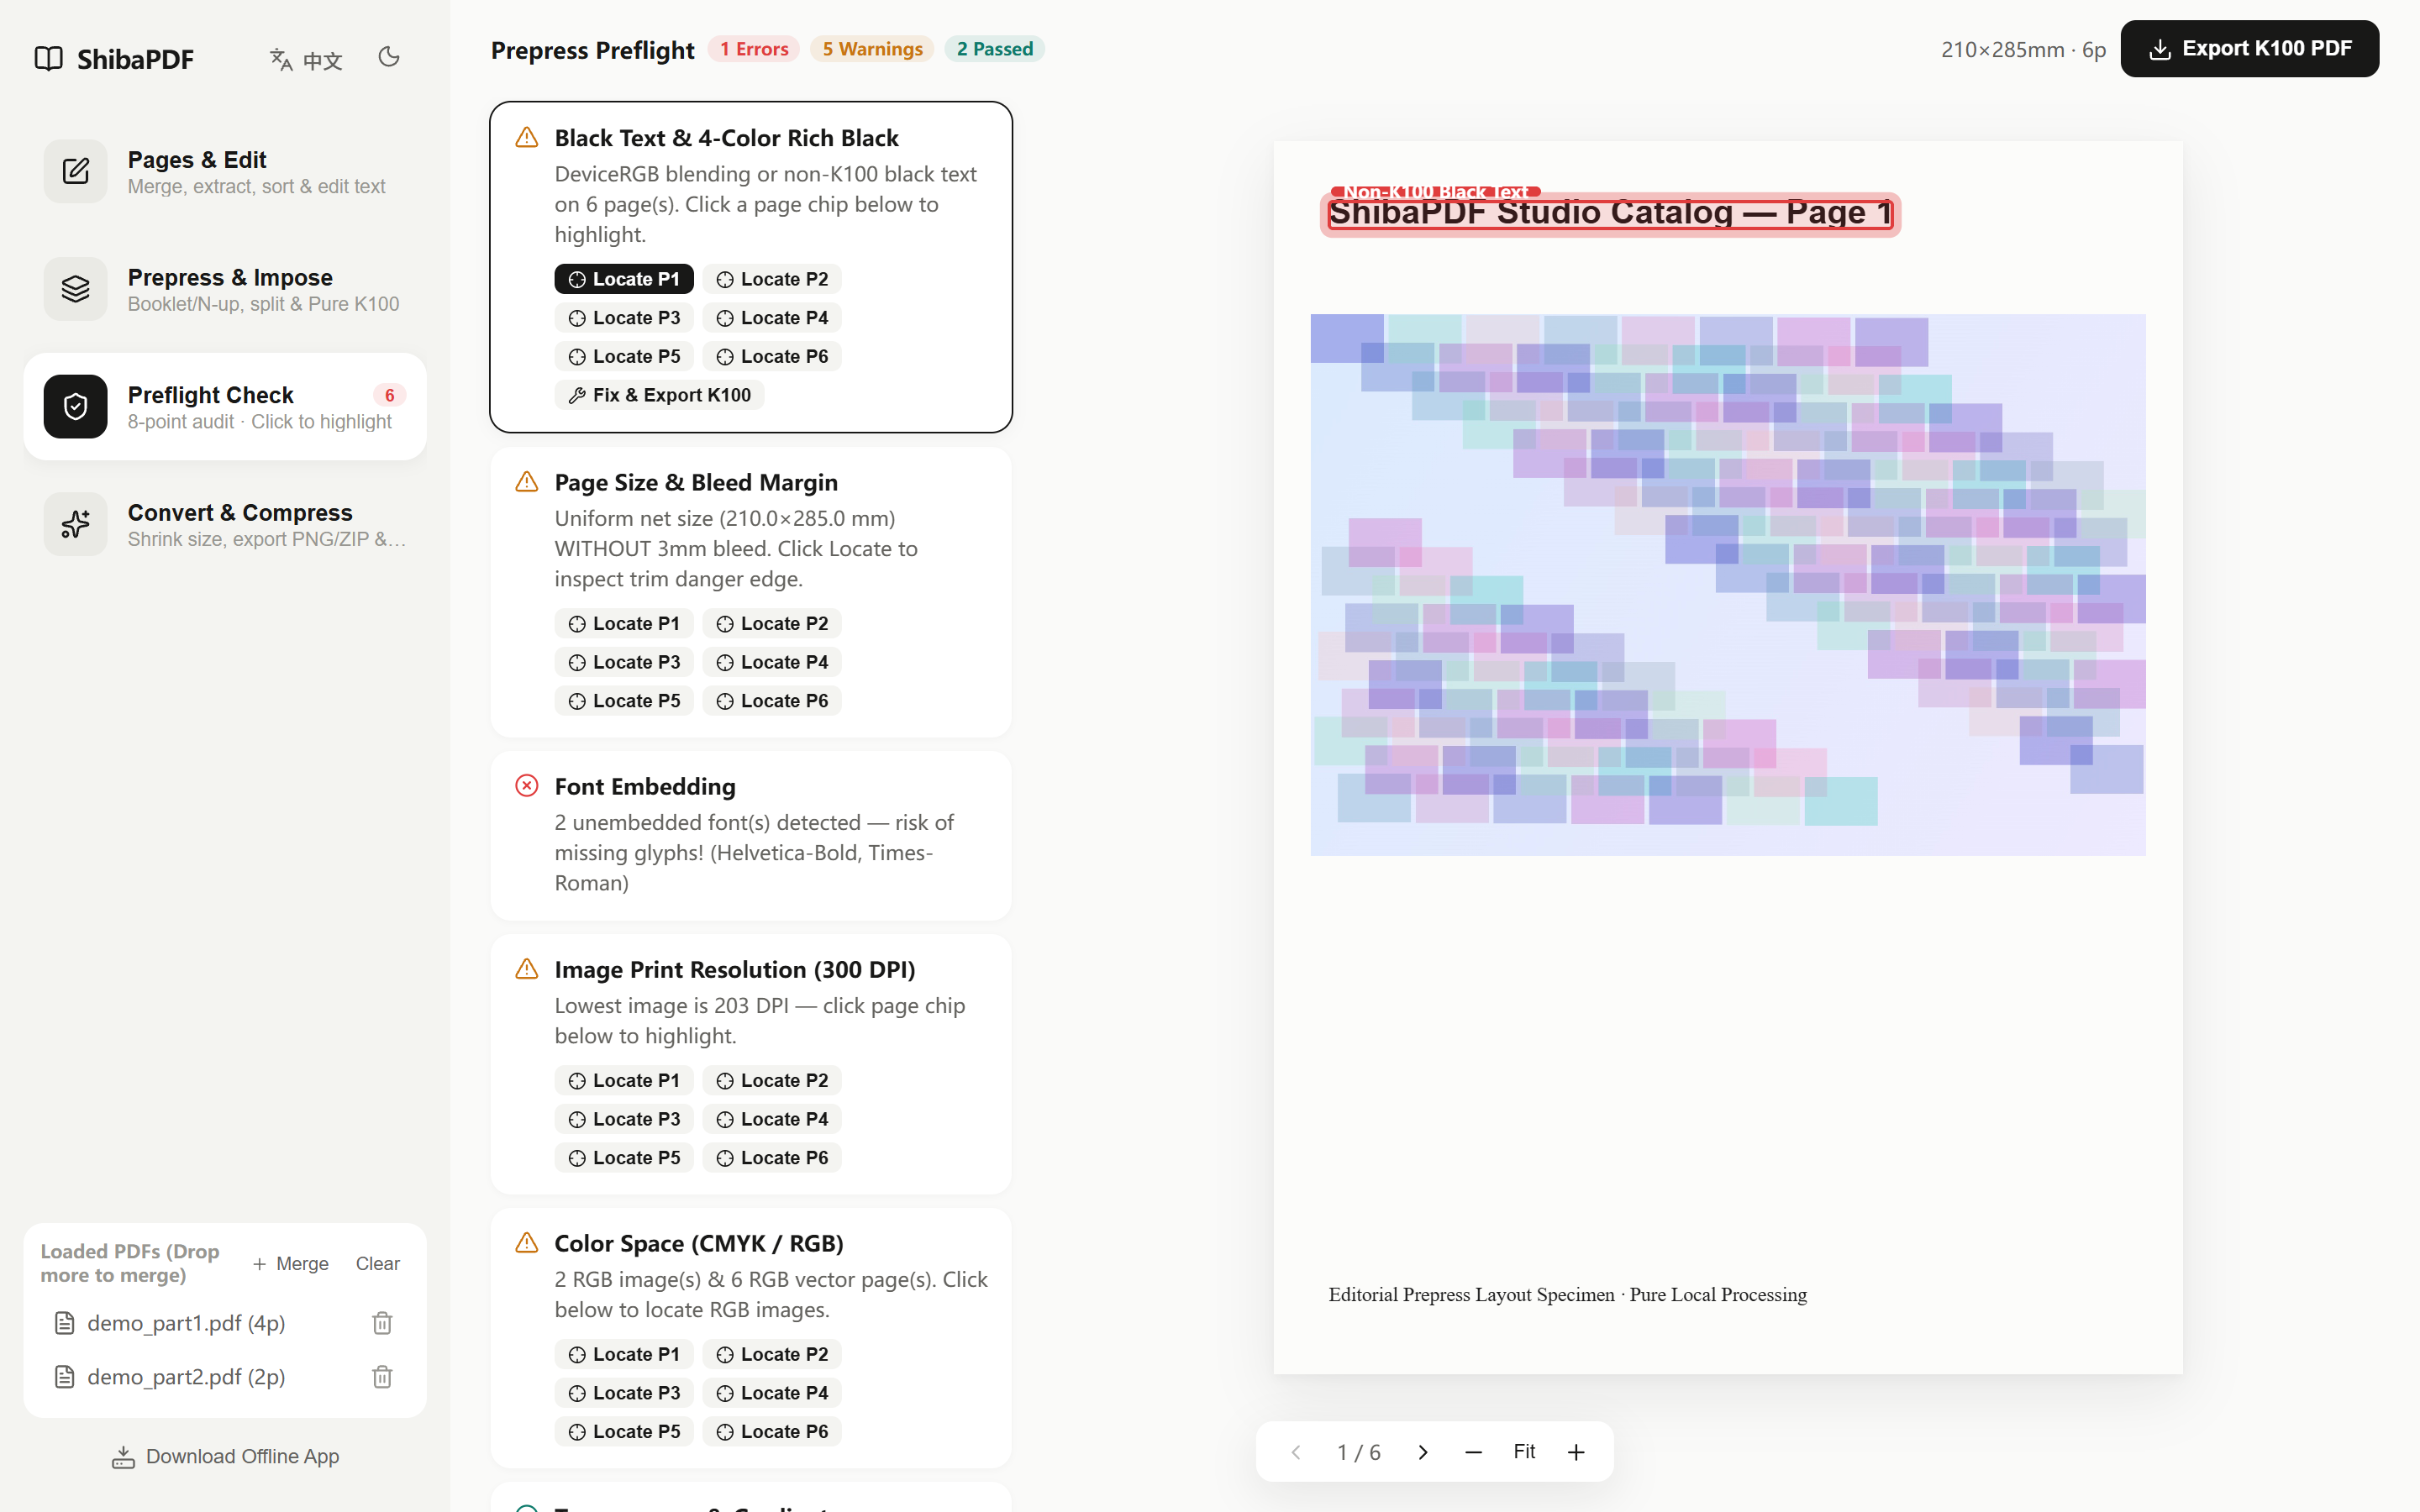 ShibaPDF
中文
Pages & Edit
Merge, extract, sort & edit text
Prepress & Impose
Booklet/N-up, split & Pure K100
Preflight Check
6
8-point audit · Click to highlight
Convert & Compress
Shrink size, export PNG/ZIP &…
Loaded PDFs (Drop
more to merge)
Merge
Clear
demo_part1.pdf (4p)
demo_part2.pdf (2p)
Download Offline App
Prepress Preflight
1 Errors
5 Warnings
2 Passed
210×285mm · 6p
Export K100 PDF
Black Text & 4-Color Rich Black
DeviceRGB blending or non-K100 black text
on 6 page(s). Click a page chip below to
highlight.
Locate P1
Locate P2
Locate P3
Locate P4
Locate P5
Locate P6
Fix & Export K100
Page Size & Bleed Margin
Uniform net size (210.0×285.0 mm)
WITHOUT 3mm bleed. Click Locate to
inspect trim danger edge.
Locate P1
Locate P2
Locate P3
Locate P4
Locate P5
Locate P6
Font Embedding
2 unembedded font(s) detected — risk of
missing glyphs! (Helvetica-Bold, Times-
Roman)
Image Print Resolution (300 DPI)
Lowest image is 203 DPI — click page chip
below to highlight.
Locate P1
Locate P2
Locate P3
Locate P4
Locate P5
Locate P6
Color Space (CMYK / RGB)
2 RGB image(s) & 6 RGB vector page(s). Click
below to locate RGB images.
Locate P1
Locate P2
Locate P3
Locate P4
Locate P5
Locate P6
Non-K100 Black Text
ShibaPDF Studio Catalog — Page 1
Editorial Prepress Layout Specimen · Pure Local Processing
1 / 6
Fit